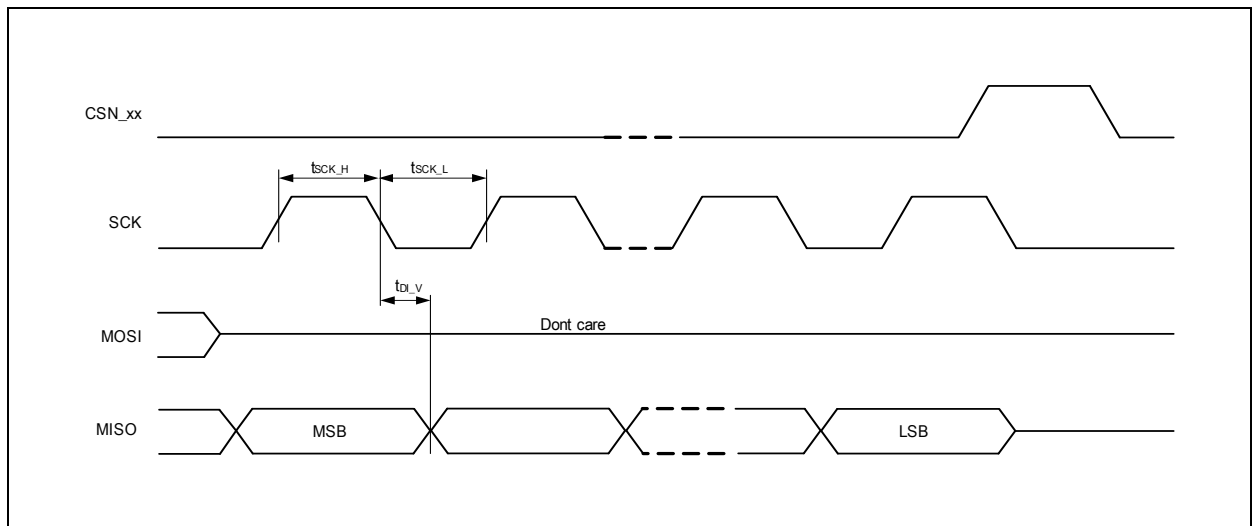 CSN_xx
tSCK_H
tSCK_L
SCK
tDI_V
Dont care
MOSI
MISO
MSB
LSB